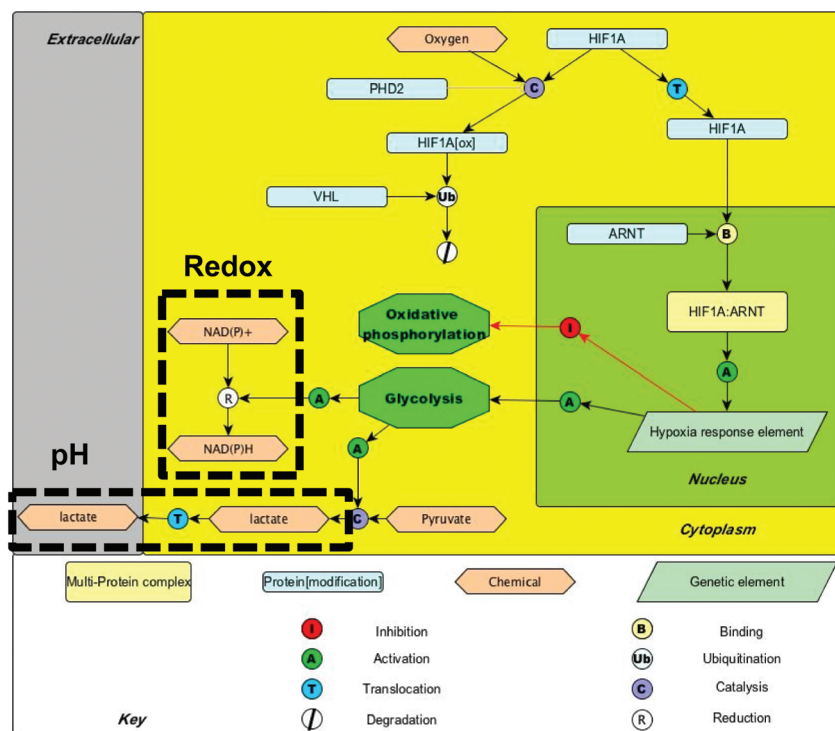 Extracellular
Oxygen
HIF1A
PHD2
C
T
HIF1A[ox]
HIF1A
VHL
Ub
ARNT
B
Redox
NAD(P)+
Oxidative
phosphorylation
I
HIF1A:ARNT
R
A
Glycolysis
A
A
NAD(P)H
A
Hypoxia response element
pH
Nucleus
lactate
T
lactate
C
Pyruvate
Cytoplasm
Multi-Protein complex
Protein[modification]
Chemical
Genetic element
I
Inhibition
B
Binding
A
Activation
Ub
Ubiquitination
T
Translocation
C
Catalysis
Degradation
R
Reduction
Key